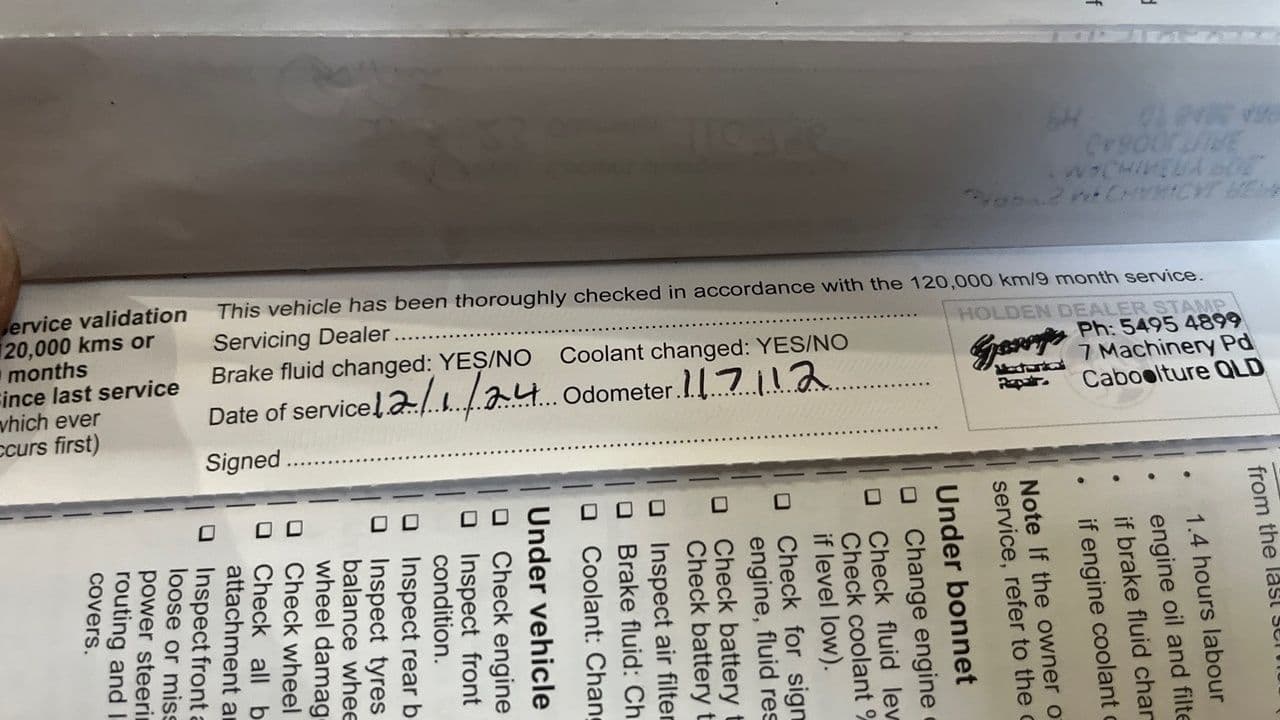 ervice validation
20,000 kms or
months
ince last service
which ever
ccurs first)
This vehicle has been thoroughly checked in accordance with the 120,000 km/9 month service.
Servicing Dealer
Brake fluid changed: YES/NO Coolant changed: YES/NO
Date of service 12/1/24 Odometer 117112
Signed
HOLDEN DEALER STAMP
Ph: 5495 4899
Mechanical
Repairs
7 Machinery Pd
Caboolture QLD
from the last
1.4 hours labour
engine oil and filte
if brake fluid chan
if engine coolant c
Note If the owner o
service, refer to the
Under bonnet
Change engine
Check fluid lev
Check coolant %
if level low).
Check for sign
engine, fluid res
Check battery t
Check battery t
Inspect air filter
Brake fluid: Ch
Coolant: Chan
Under vehicle
Check engine
Inspect front
condition.
Inspect rear b
Inspect tyres
balance whee
wheel damag
Check wheel
Check all b
attachment a
Inspect front a
loose or miss
power steeri
routing and l
covers.